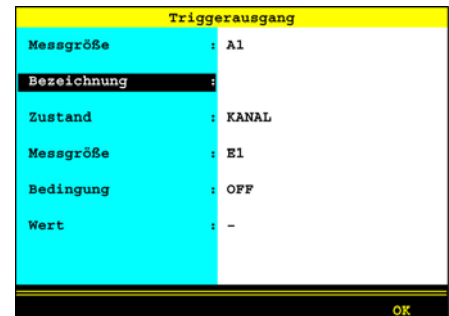 Triggerausgang
Messgröße : A1
Bezeichnung :
Zustand : KANAL
Messgröße : E1
Bedingung : OFF
Wert : -
OK